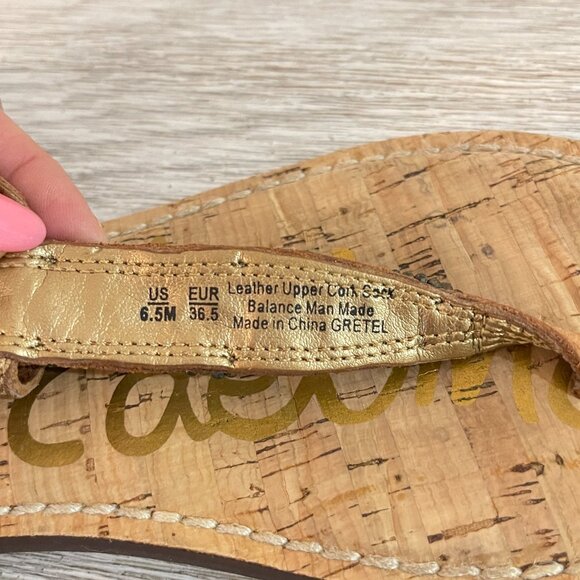 US EUR Leather Upper Cork Sock
6.5M 36.5 Balance Man Made
Made in China GRETEL